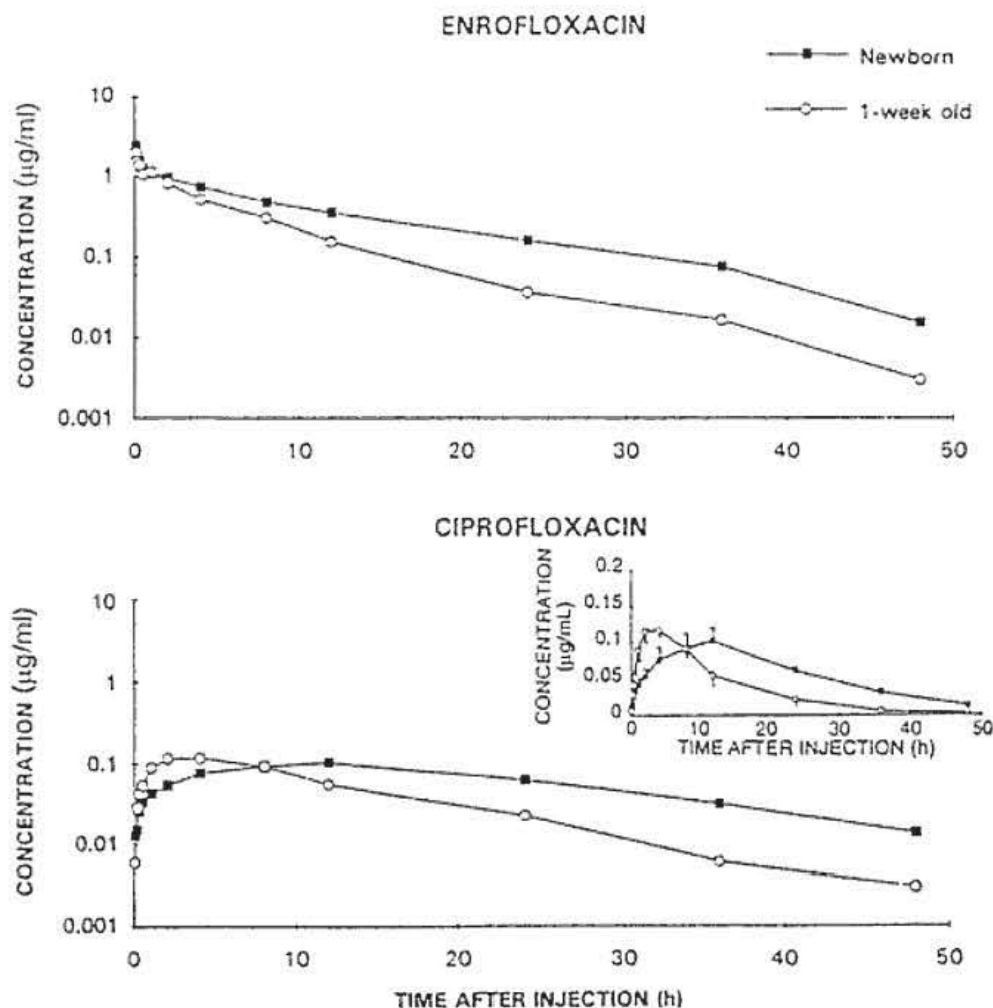 ENROFLOXACIN
Newborn
1-week old
CONCENTRATION (µg/ml)
10
1
0.1
0.01
0.001
0 10 20 30 40 50
CIPROFLOXACIN
CONCENTRATION (µg/mL)
0.2
0.15
0.1
0.05
0
0 10 20 30 40 50
TIME AFTER INJECTION (h)
CONCENTRATION (µg/ml)
10
1
0.1
0.01
0.001
0 10 20 30 40 50
TIME AFTER INJECTION (h)